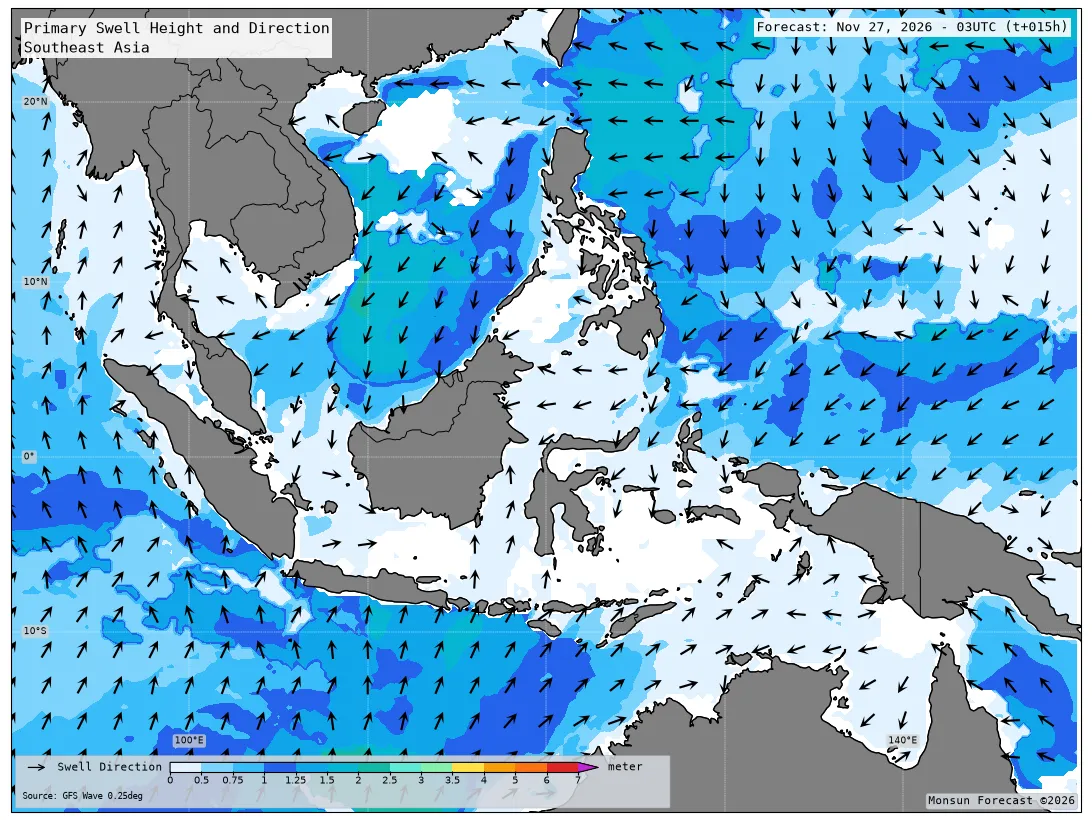 Primary Swell Height and Direction
Southeast Asia
Forecast: Nov 27, 2026 - 03UTC (t+015h)
20°N
10°N
0°
10°S
100°E
140°E
Swell Direction
0 0.5 0.75 1 1.25 1.5 2 2.5 3 3.5 4 5 6 7
meter
Source: GFS Wave 0.25deg
Monsun Forecast ©2026